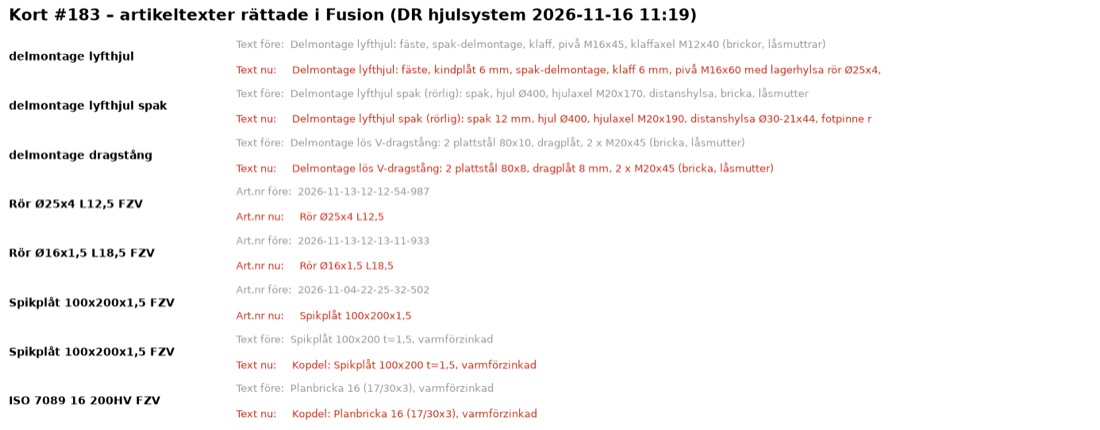 Kort #183 – artikeltexter rättade i Fusion (DR hjulsystem 2026-11-16 11:19)
delmontage lyfthjul
Text före: Delmontage lyfthjul: fäste, spak-delmontage, klaff, pivå M16x45, klaffaxel M12x40 (brickor, låsmuttrar)
Text nu: Delmontage lyfthjul: fäste, kindplåt 6 mm, spak-delmontage, klaff 6 mm, pivå M16x60 med lagerhylsa rör Ø25x4,
delmontage lyfthjul spak
Text före: Delmontage lyfthjul spak (rörlig): spak, hjul Ø400, hjulaxel M20x170, distanshylsa, bricka, låsmutter
Text nu: Delmontage lyfthjul spak (rörlig): spak 12 mm, hjul Ø400, hjulaxel M20x190, distanshylsa Ø30-21x44, fotpinne r
delmontage dragstång
Text före: Delmontage lös V-dragstång: 2 plattstål 80x10, dragplåt, 2 x M20x45 (bricka, låsmutter)
Text nu: Delmontage lös V-dragstång: 2 plattstål 80x8, dragplåt 8 mm, 2 x M20x45 (bricka, låsmutter)
Rör Ø25x4 L12,5 FZV
Art.nr före: 2026-11-13-12-12-54-987
Art.nr nu: Rör Ø25x4 L12,5
Rör Ø16x1,5 L18,5 FZV
Art.nr före: 2026-11-13-12-13-11-933
Art.nr nu: Rör Ø16x1,5 L18,5
Spikplåt 100x200x1,5 FZV
Art.nr före: 2026-11-04-22-25-32-502
Art.nr nu: Spikplåt 100x200x1,5
Spikplåt 100x200x1,5 FZV
Text före: Spikplåt 100x200 t=1,5, varmförzinkad
Text nu: Kopdel: Spikplåt 100x200 t=1,5, varmförzinkad
ISO 7089 16 200HV FZV
Text före: Planbricka 16 (17/30x3), varmförzinkad
Text nu: Kopdel: Planbricka 16 (17/30x3), varmförzinkad